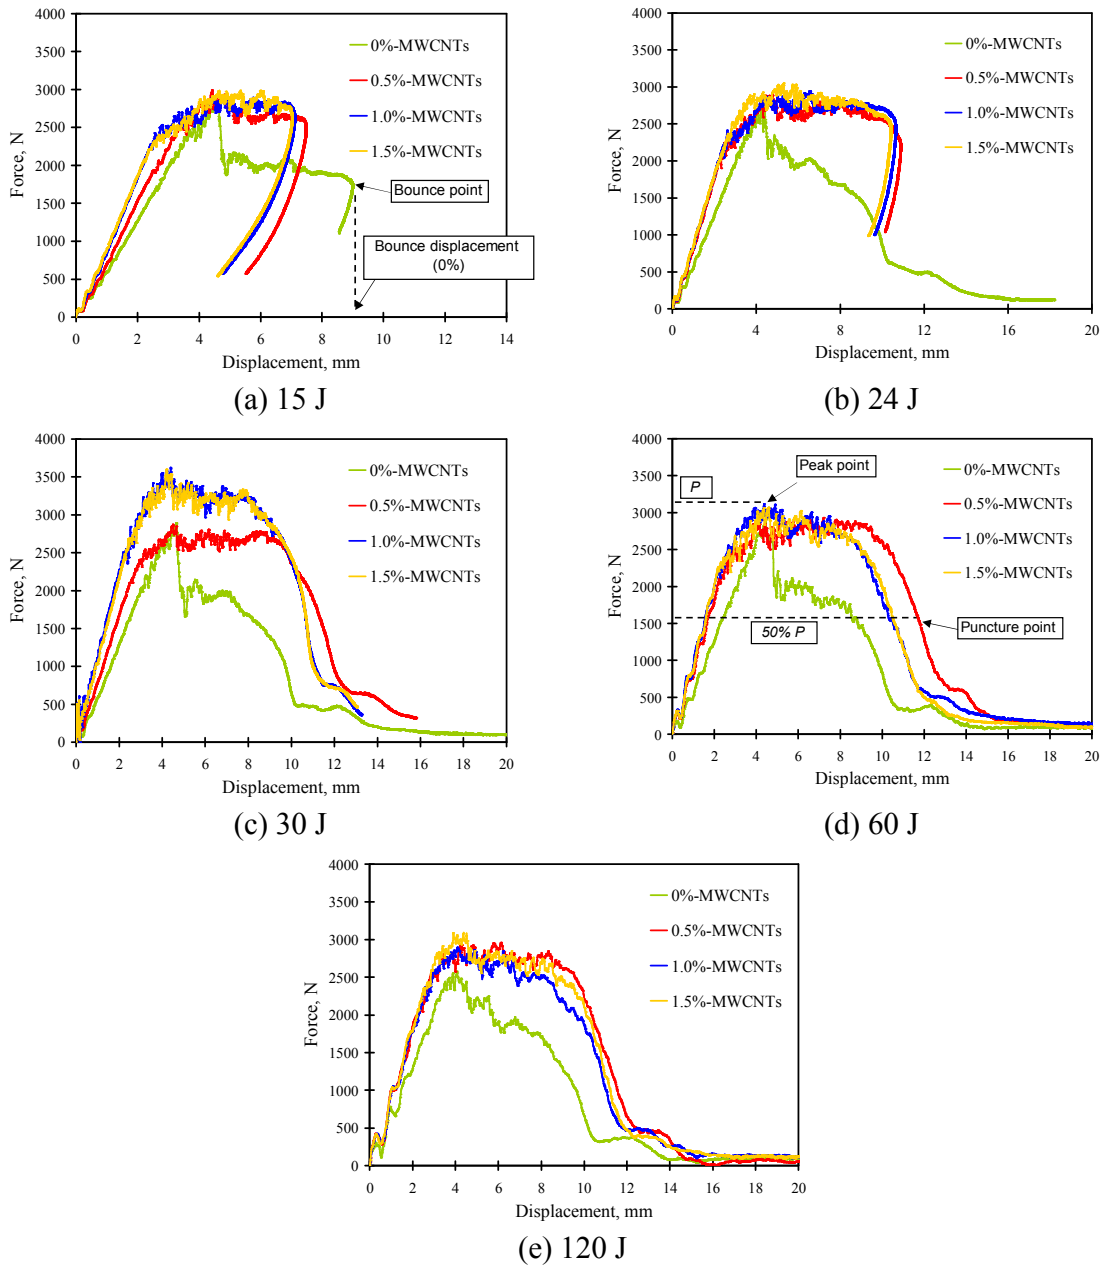 4000
3500
3000
2500
2000
1500
1000
500
0
Force, N
0%-MWCNTs
0.5%-MWCNTs
1.0%-MWCNTs
1.5%-MWCNTs
Bounce point
Bounce displacement
(0%)
0 2 4 6 8 10 12 14
Displacement, mm
(a) 15 J
4000
3500
3000
2500
2000
1500
1000
500
0
Force, N
0%-MWCNTs
0.5%-MWCNTs
1.0%-MWCNTs
1.5%-MWCNTs
0 4 8 12 16 20
Displacement, mm
(b) 24 J
4000
3500
3000
2500
2000
1500
1000
500
0
Force, N
0%-MWCNTs
0.5%-MWCNTs
1.0%-MWCNTs
1.5%-MWCNTs
0 2 4 6 8 10 12 14 16 18 20
Displacement, mm
(c) 30 J
4000
3500
3000
2500
2000
1500
1000
500
0
Force, N
P
Peak point
0%-MWCNTs
0.5%-MWCNTs
1.0%-MWCNTs
1.5%-MWCNTs
50% P
Puncture point
0 2 4 6 8 10 12 14 16 18 20
Displacement, mm
(d) 60 J
4000
3500
3000
2500
2000
1500
1000
500
0
Force, N
0%-MWCNTs
0.5%-MWCNTs
1.0%-MWCNTs
1.5%-MWCNTs
0 2 4 6 8 10 12 14 16 18 20
Displacement, mm
(e) 120 J